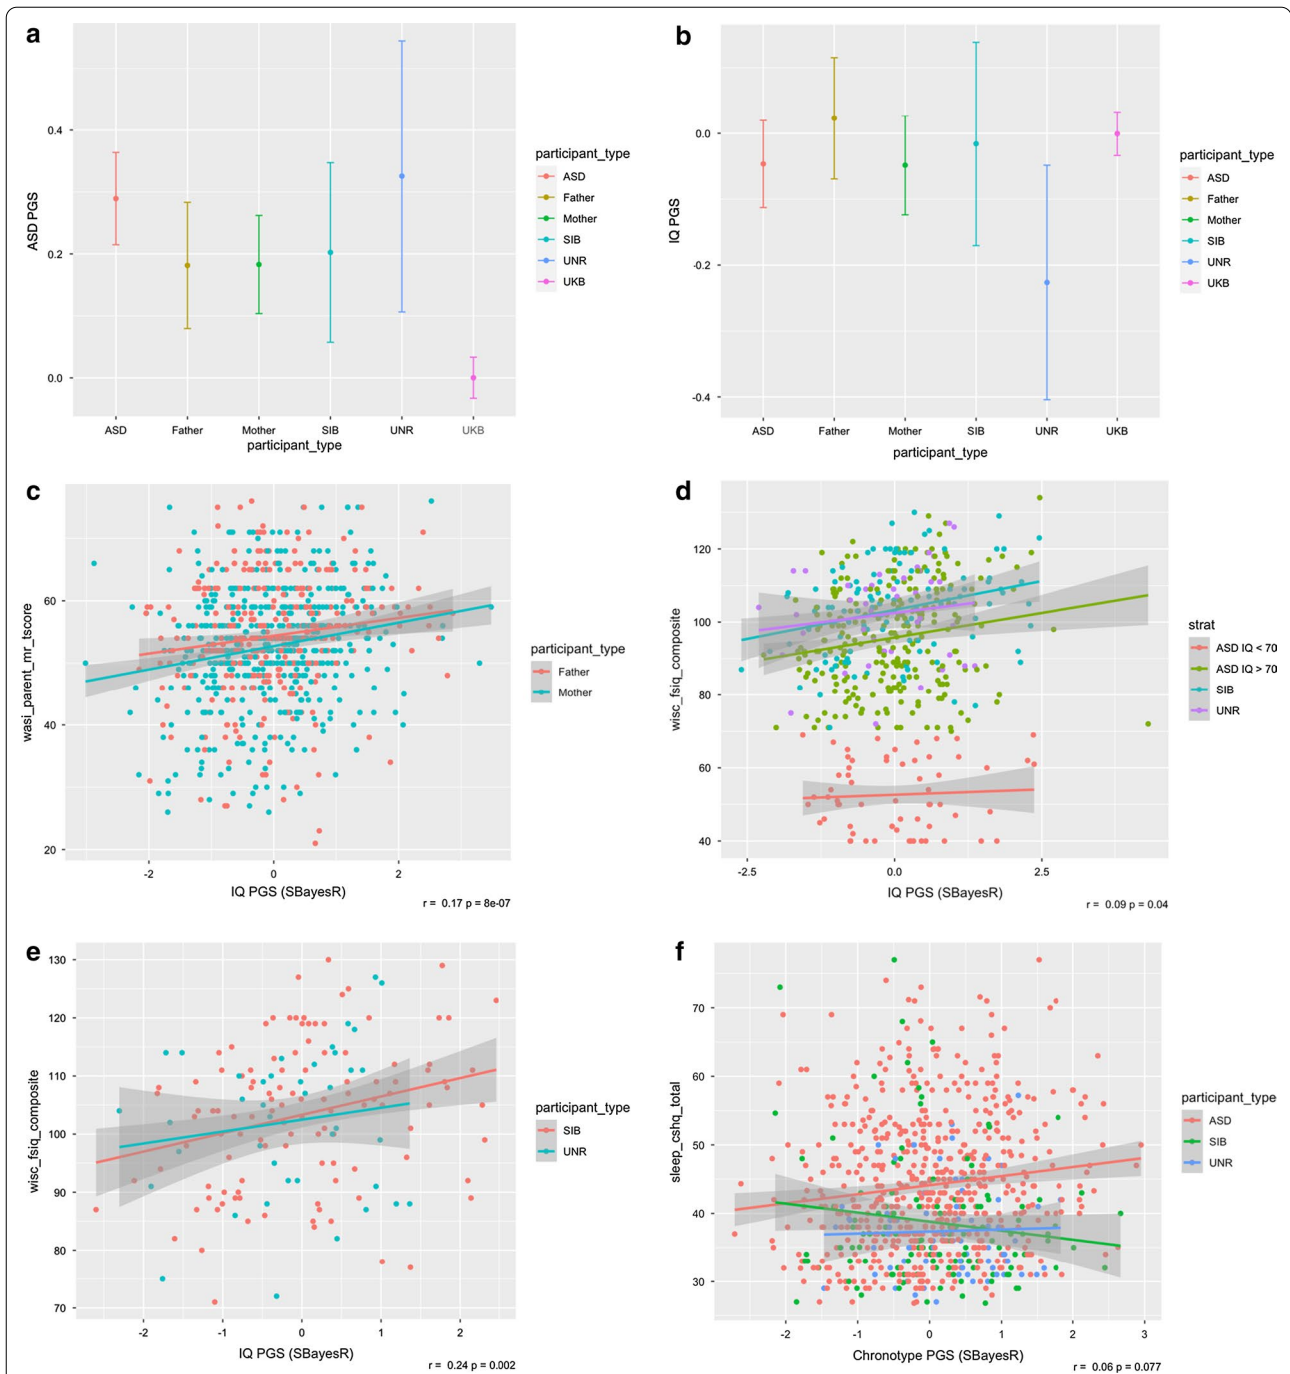 a
ASD PGS
0.4
0.2
0.0
ASD Father Mother SIB UNR UKB
participant_type
participant_type
ASD
Father
Mother
SIB
UNR
UKB
b
IQ PGS
0.0
-0.2
-0.4
ASD Father Mother SIB UNR UKB
participant_type
participant_type
ASD
Father
Mother
SIB
UNR
UKB
c
wasi_parent_mr_tscore
60
40
20
-2 0 2
IQ PGS (SBayesR)
r = 0.17 p = 8e-07
participant_type
Father
Mother
d
wisc_fsiq_composite
120
100
80
60
40
-2.5 0.0 2.5
IQ PGS (SBayesR)
r = 0.09 p = 0.04
strat
ASD IQ < 70
ASD IQ > 70
SIB
UNR
e
wisc_fsiq_composite
130
120
110
100
90
80
70
-2 -1 0 1 2
IQ PGS (SBayesR)
r = 0.24 p = 0.002
participant_type
SIB
UNR
f
sleep_cshq_total
70
60
50
40
30
-2 -1 0 1 2 3
Chronotype PGS (SBayesR)
r = 0.06 p = 0.077
participant_type
ASD
SIB
UNR